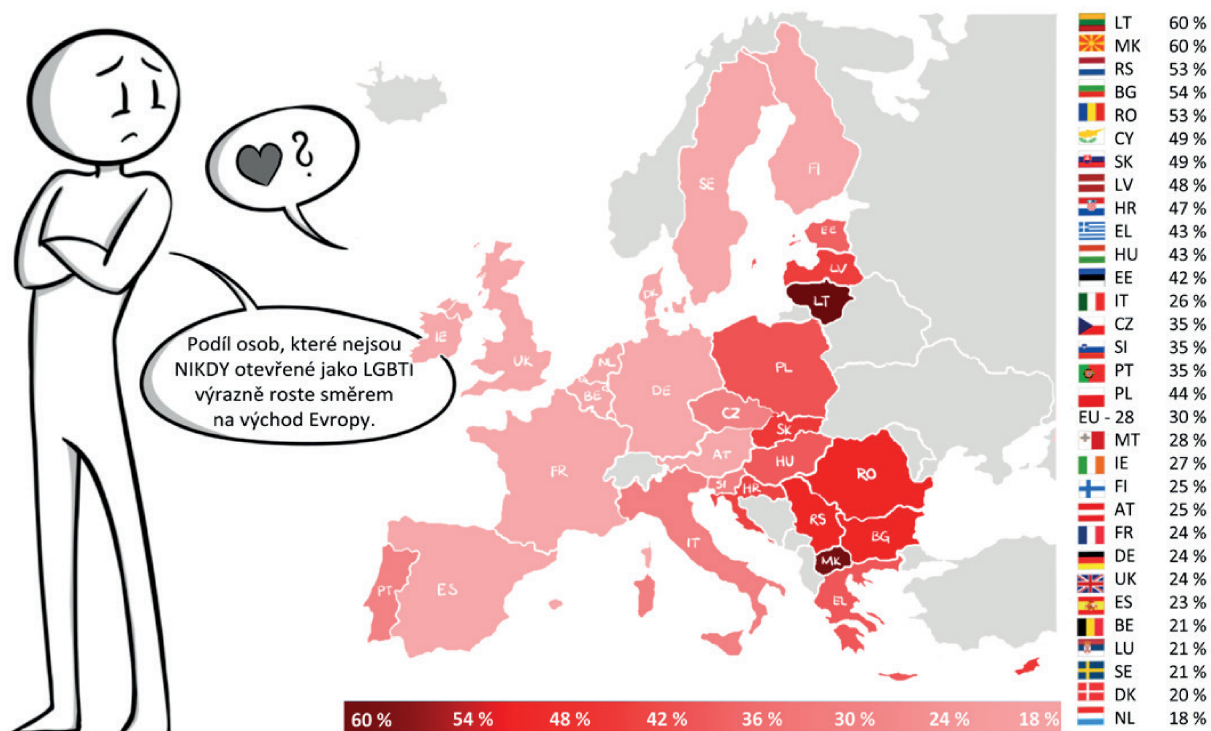 ?
Podíl osob, které nejsou
NIKDY otevřené jako LGBTI
výrazně roste směrem
na východ Evropy.
SE
FI
EE
LV
LT
DK
IE
UK
NL
BE
DE
PL
CZ
SK
FR
AT
HU
SI
HR
RO
RS
BG
IT
MK
PT
ES
EL
60 % 54 % 48 % 42 % 36 % 30 % 24 % 18 %
LT 60 %
MK 60 %
RS 53 %
BG 54 %
RO 53 %
CY 49 %
SK 49 %
LV 48 %
HR 47 %
EL 43 %
HU 43 %
EE 42 %
IT 26 %
CZ 35 %
SI 35 %
PT 35 %
PL 44 %
EU - 28 30 %
MT 28 %
IE 27 %
FI 25 %
AT 25 %
FR 24 %
DE 24 %
UK 24 %
ES 23 %
BE 21 %
LU 21 %
SE 21 %
DK 20 %
NL 18 %